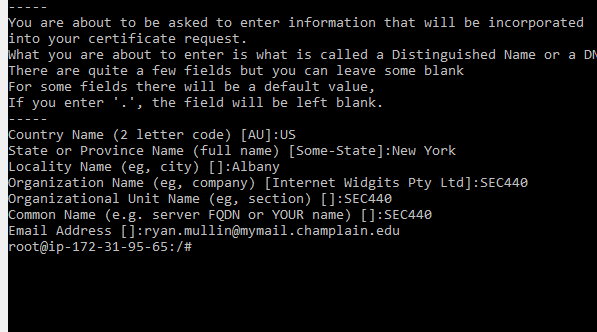 -----
You are about to be asked to enter information that will be incorporated
into your certificate request.
What you are about to enter is what is called a Distinguished Name or a DN
There are quite a few fields but you can leave some blank
For some fields there will be a default value,
If you enter '.', the field will be left blank.
-----
Country Name (2 letter code) [AU]:US
State or Province Name (full name) [Some-State]:New York
Locality Name (eg, city) []:Albany
Organization Name (eg, company) [Internet Widgits Pty Ltd]:SEC440
Organizational Unit Name (eg, section) []:SEC440
Common Name (e.g. server FQDN or YOUR name) []:SEC440
Email Address []:ryan.mullin@mymail.champlain.edu
root@ip-172-31-95-65:/#